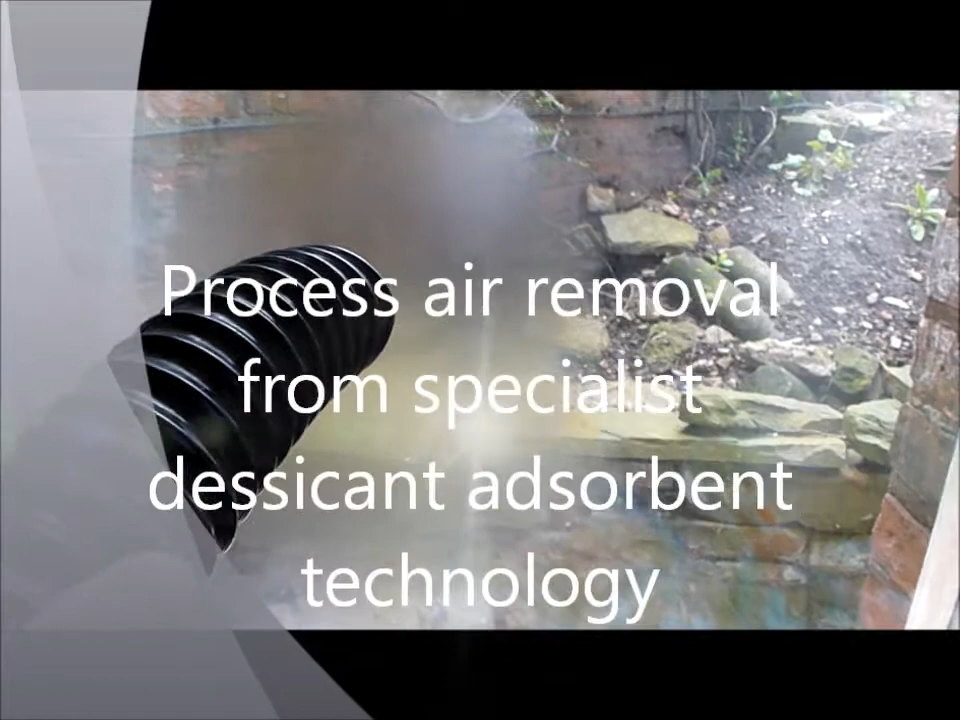 Process air removal
from specialist
dessicant adsorbent
technology